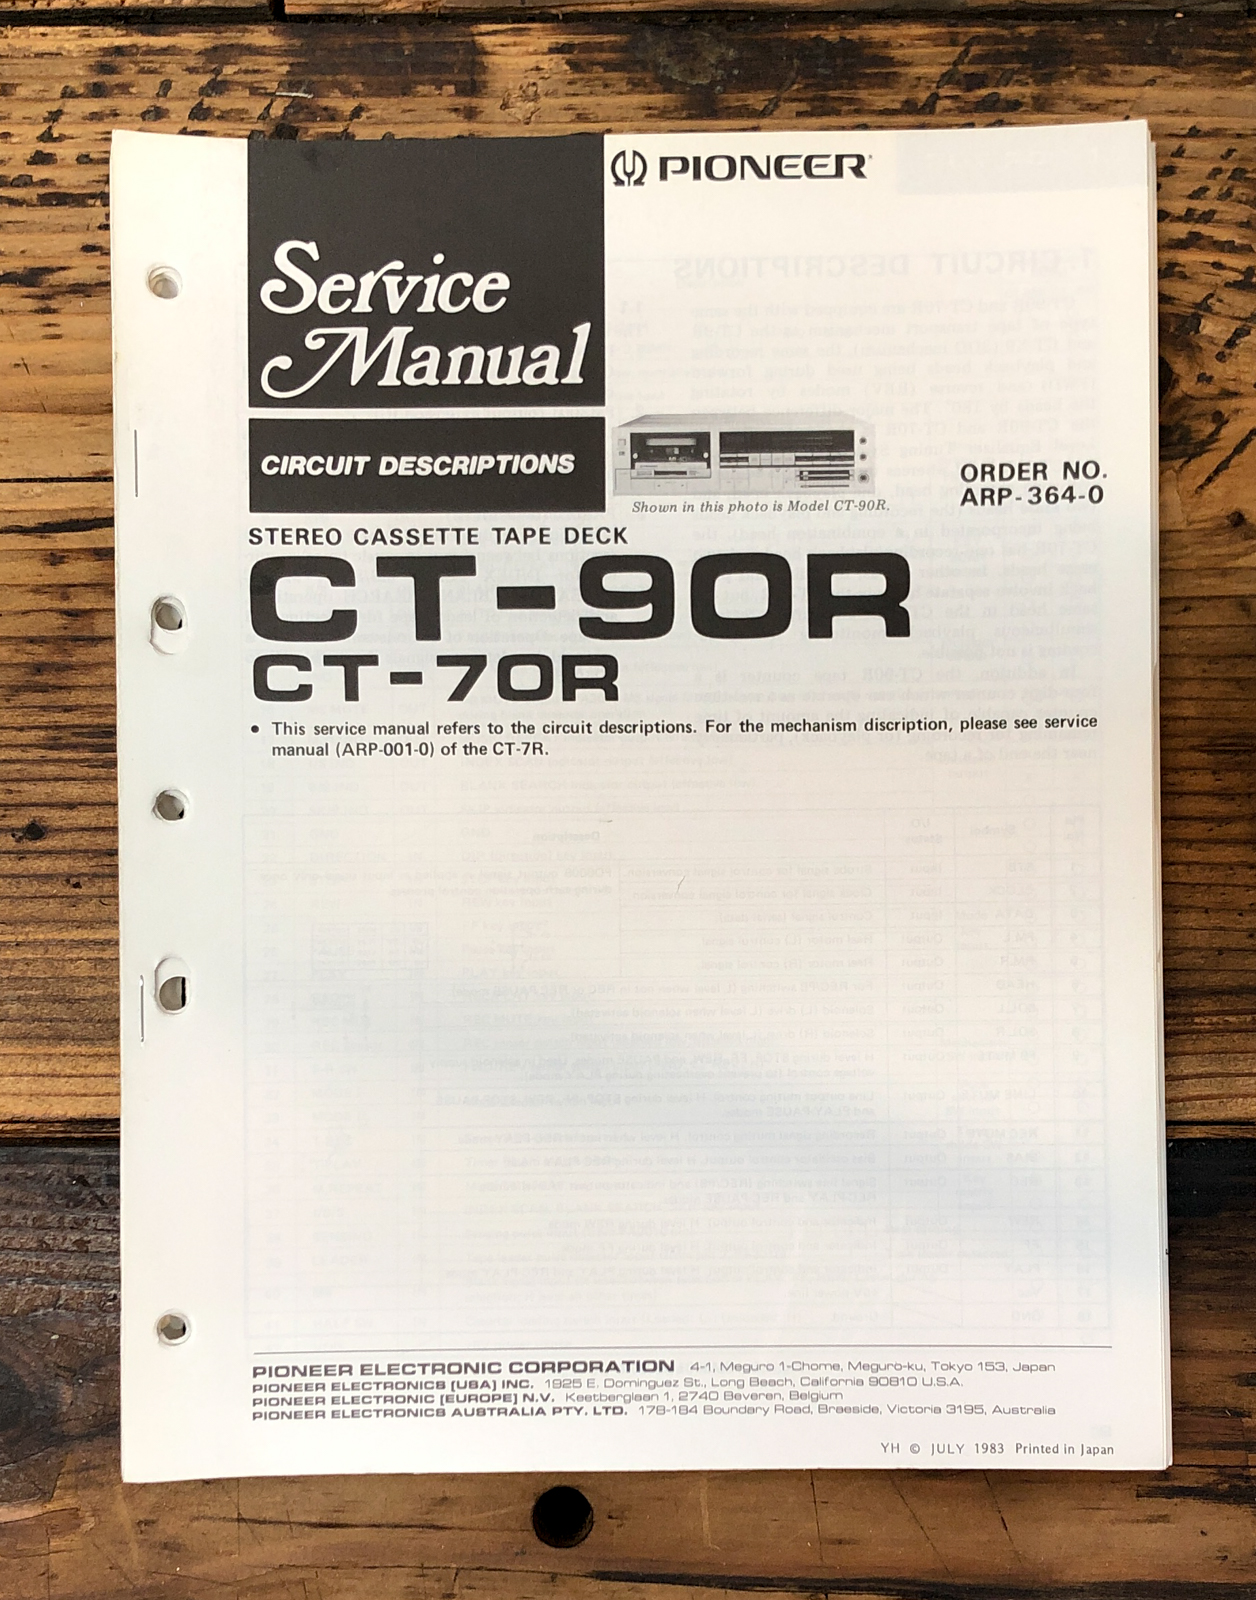 PIONEER
Service
Manual
CIRCUIT DESCRIPTIONS
Shown in this photo is Model CT-90R.
ORDER NO.
ARP-364-0
STEREO CASSETTE TAPE DECK
CT-90R
CT-70R
• This service manual refers to the circuit descriptions. For the mechanism discription, please see service
manual (ARP-001-0) of the CT-7R.
PIONEER ELECTRONIC CORPORATION 4-1, Meguro 1-Chome, Meguro-ku, Tokyo 153, Japan
PIONEER ELECTRONICS [USA] INC. 1925 E. Dominguez St., Long Beach, California 90810 U.S.A.
PIONEER ELECTRONIC [EUROPE] N.V. Keetberglaan 1, 2740 Beveren, Belgium
PIONEER ELECTRONICS AUSTRALIA PTY. LTD. 178-184 Boundary Road, Braeside, Victoria 3195, Australia
YH © JULY 1983 Printed in Japan